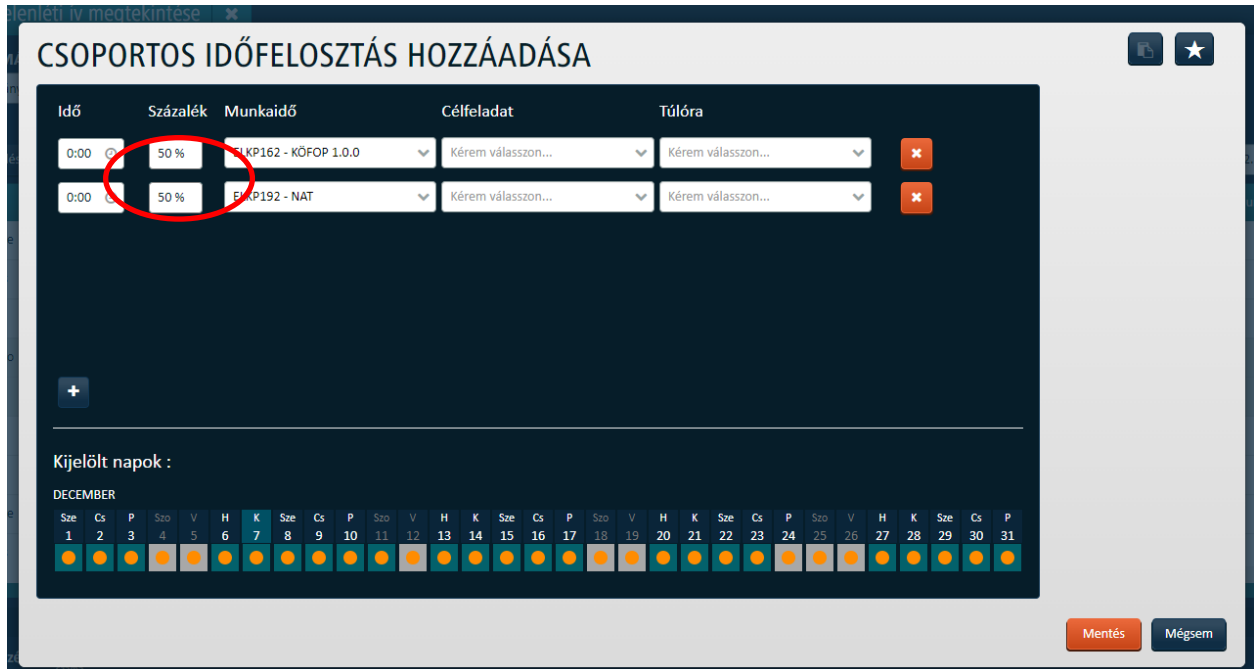 elenléti ív megtekintése
CSOPORTOS IDŐFELOSZTÁS HOZZÁADÁSA
Idő Százalék Munkaidő Célfeladat Túlóra
0:00 50 % ELKP162 - KÖFOP 1.0.0 Kérem válasszon... Kérem válasszon...
0:00 50 % ELKP192 - NAT Kérem válasszon... Kérem válasszon...
Kijelölt napok :
DECEMBER
Sze Cs P Szo V H K Sze Cs P Szo V H K Sze Cs P Szo V H K Sze Cs P Szo V H K Sze Cs P
1 2 3 4 5 6 7 8 9 10 11 12 13 14 15 16 17 18 19 20 21 22 23 24 25 26 27 28 29 30 31
Mentés Mégsem